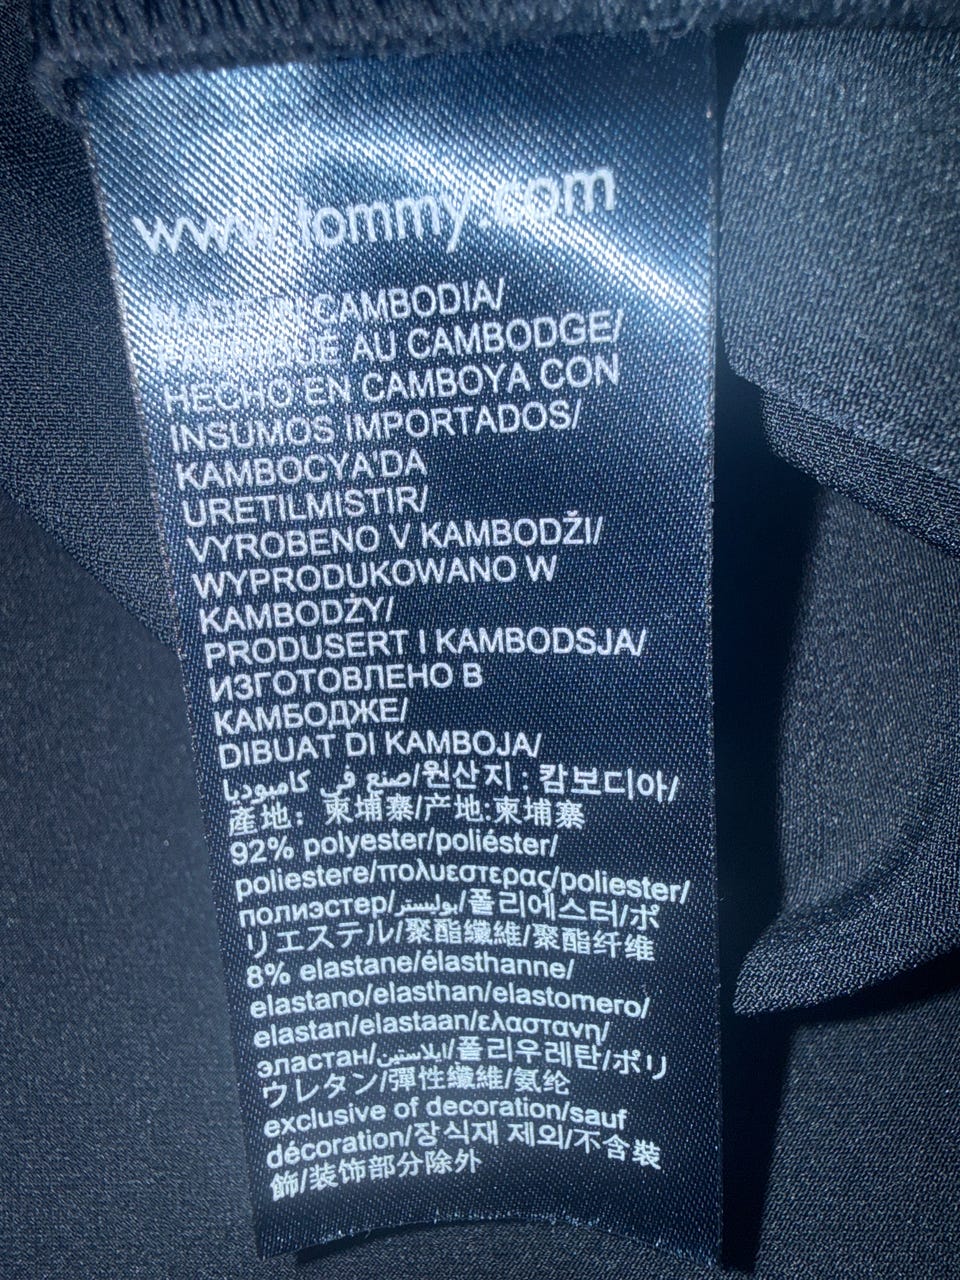 www.tommy.com
MADE IN CAMBODIA/
FABRIQUÉ AU CAMBODGE/
HECHO EN CAMBOYA CON
INSUMOS IMPORTADOS/
KAMBOCYA'DA
URETILMISTIR/
VYROBENO V KAMBODŽI/
WYPRODUKOWANO W
KAMBODŻY/
PRODUSERT I KAMBODSJA/
ИЗГОТОВЛЕНО В
КАМБОДЖЕ/
DIBUAT DI KAMBOJA/
صنع في كامبوديا/원산지 : 캄보디아/
產地：柬埔寨/产地:柬埔寨
92% polyester/poliéster/
poliestere/πολυεστερας/poliester/
полиэстер/بوليستر/폴리에스터/ポ
リエステル/聚酯纖維/聚酯纤维
8% elastane/élasthanne/
elastano/elasthan/elastomero/
elastan/elastaan/ελαστανη/
эластан/ايلاستين/폴리우레탄/ポリ
ウレタン/彈性纖維/氨纶
exclusive of decoration/sauf
décoration/장식재 제외/不含裝
飾/装饰部分除外